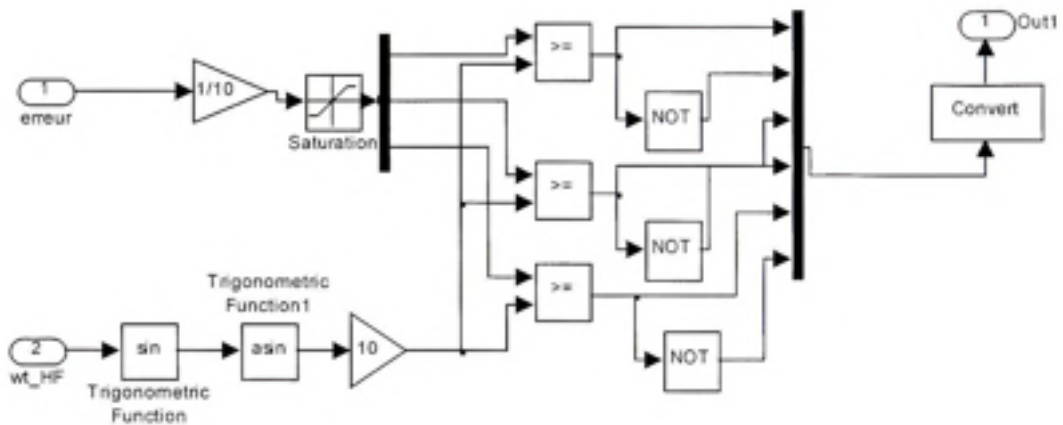 1
erreur
1/10
Saturation
>=
NOT
>=
NOT
>=
NOT
1
Out1
Convert
2
wt_HF
sin
Trigonometric
Function
Trigonometric
Function1
asin
10